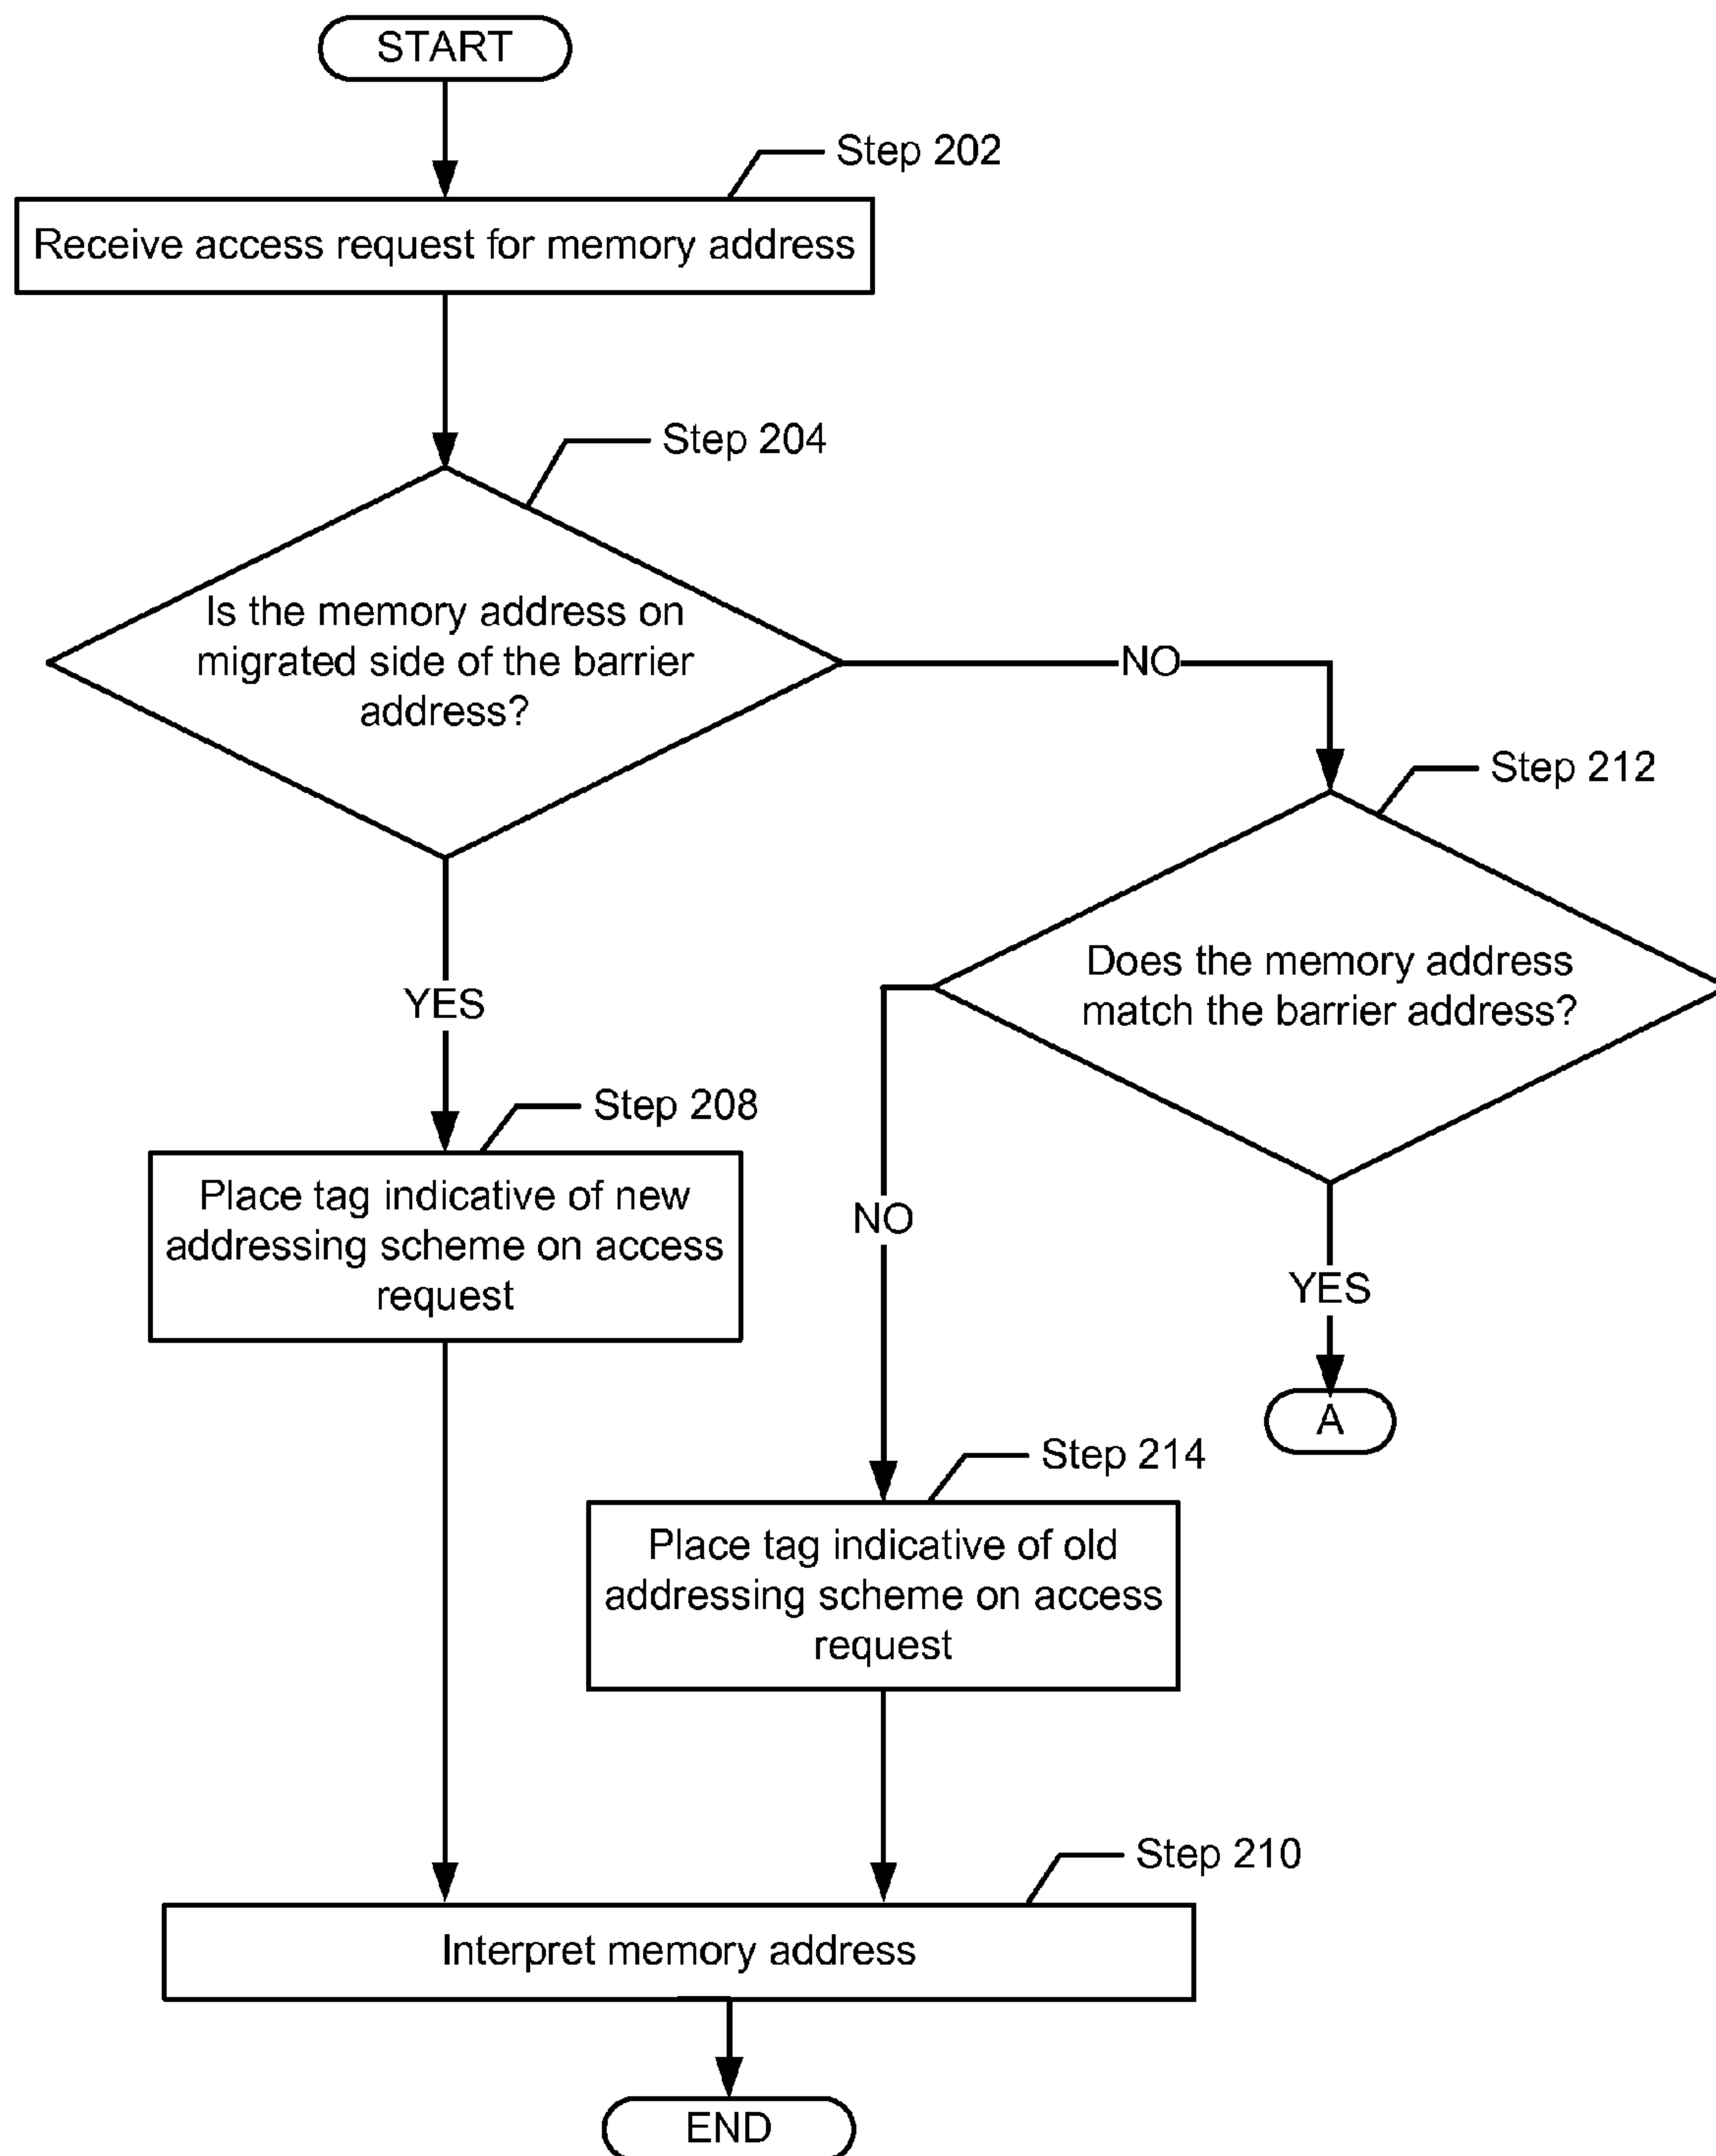 START
Step 202
Receive access request for memory address
Step 204
Is the memory address on
migrated side of the barrier
address?
NO
Step 212
Does the memory address
match the barrier address?
YES
Step 208
Place tag indicative of new
addressing scheme on access
request
NO
YES
A
Step 214
Place tag indicative of old
addressing scheme on access
request
Step 210
Interpret memory address
END